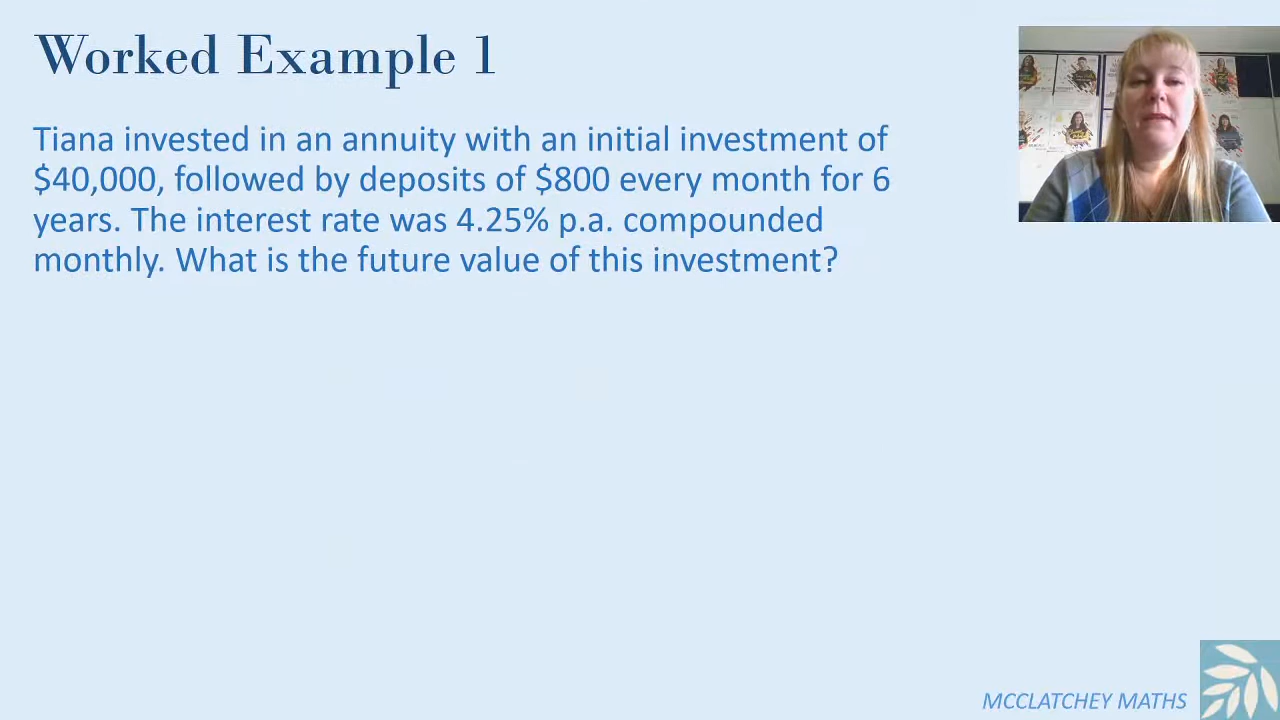 Worked Example 1
Tiana invested in an annuity with an initial investment of
$40,000, followed by deposits of $800 every month for 6
years. The interest rate was 4.25% p.a. compounded
monthly. What is the future value of this investment?
MCCLATCHEY MATHS